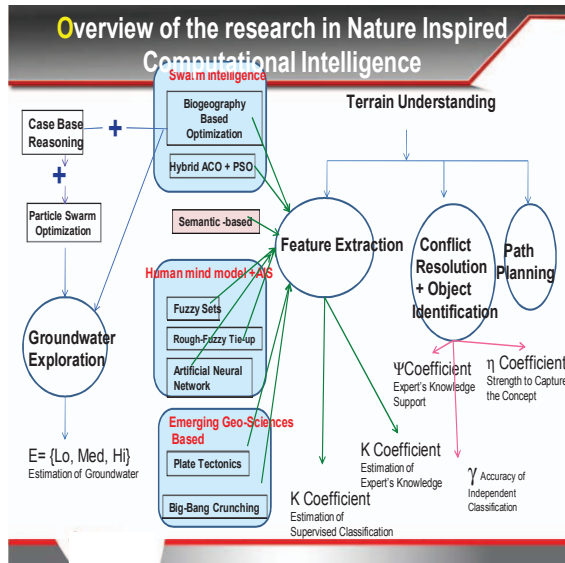 Overview of the research in Nature Inspired
Computational Intelligence
Swarm Intelligence
Biogeography
Based
Optimization
Hybrid ACO + PSO
Case Base
Reasoning
+
+
Particle Swarm
Optimization
Groundwater
Exploration
E= {Lo, Med, Hi}
Estimation of Groundwater
Semantic -based
Human mind model +AIS
Fuzzy Sets
Rough-Fuzzy Tie-up
Artificial Neural
Network
Emerging Geo-Sciences
Based
Plate Tectonics
Big-Bang Crunching
Terrain Understanding
Feature Extraction
Conflict
Resolution
+ Object
Identification
Path
Planning
K Coefficient
Estimation of
Supervised Classification
K Coefficient
Estimation of
Expert's Knowledge
ΨCoefficient
Expert's Knowledge
Support
γ Accuracy of
Independent
Classification
η Coefficient
Strength to Capture
the Concept